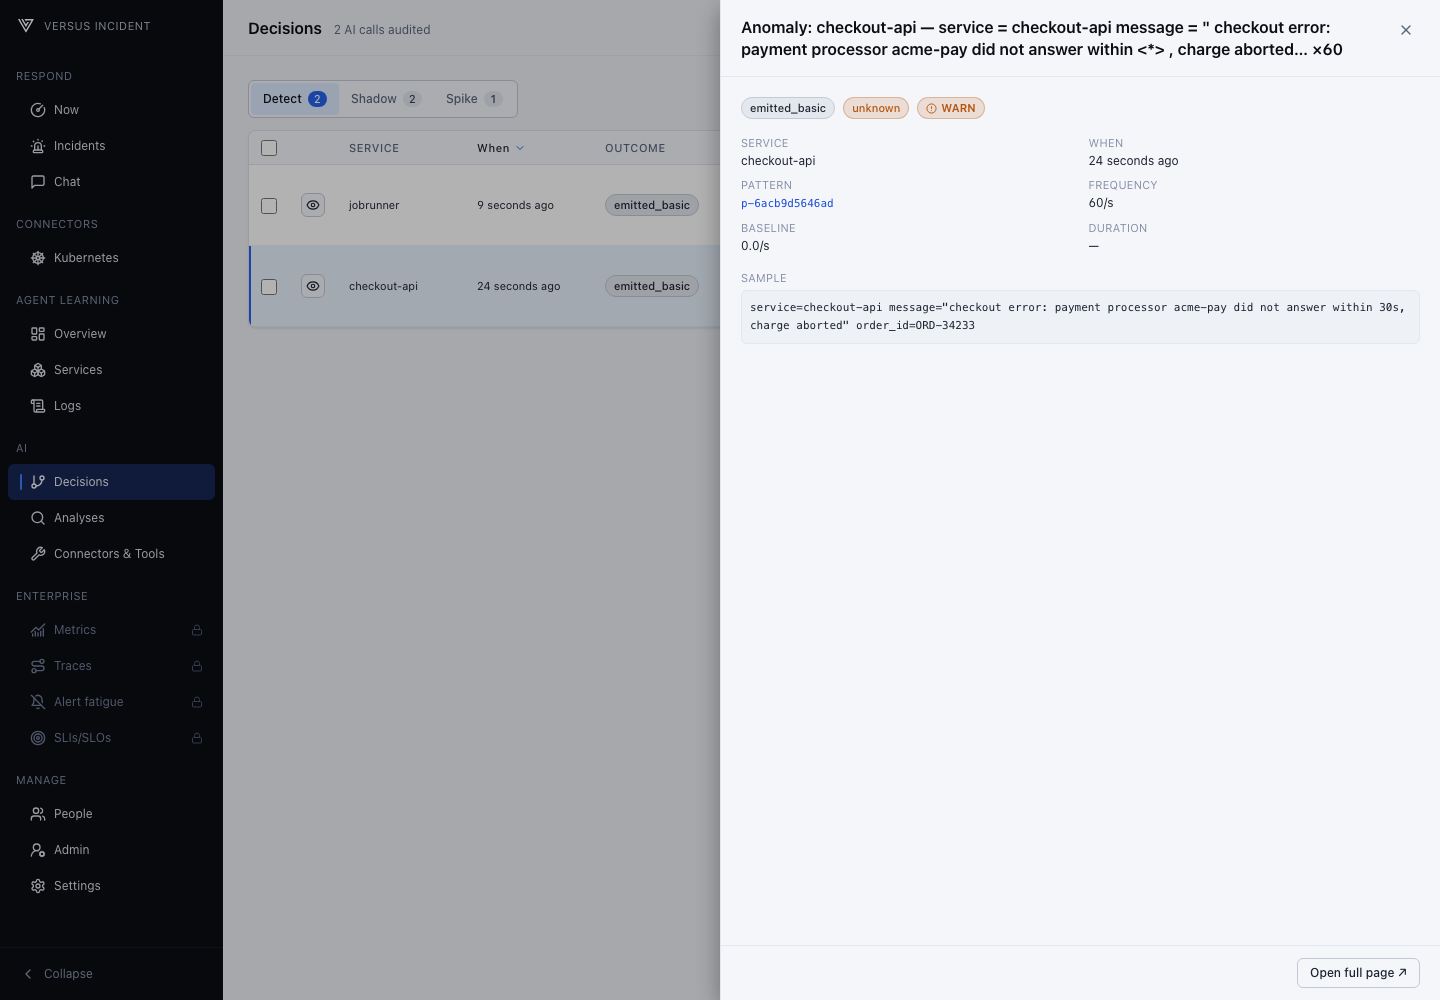 VERSUS INCIDENT
RESPOND
Now
Incidents
Chat
CONNECTORS
Kubernetes
AGENT LEARNING
Overview
Services
Logs
AI
Decisions
Analyses
Connectors & Tools
ENTERPRISE
Metrics
Traces
Alert fatigue
SLIs/SLOs
MANAGE
People
Admin
Settings
Collapse
Decisions 2 AI calls audited
Detect 2 Shadow 2 Spike 1
SERVICE When OUTCOME
jobrunner 9 seconds ago emitted_basic
checkout-api 24 seconds ago emitted_basic
Anomaly: checkout-api — service = checkout-api message = " checkout error:
payment processor acme-pay did not answer within <*> , charge aborted... ×60
emitted_basic unknown WARN
SERVICE WHEN
checkout-api 24 seconds ago
PATTERN FREQUENCY
p-6acb9d5646ad 60/s
BASELINE DURATION
0.0/s —
SAMPLE
service=checkout-api message="checkout error: payment processor acme-pay did not answer within 30s,
charge aborted" order_id=ORD-34233
Open full page ↗